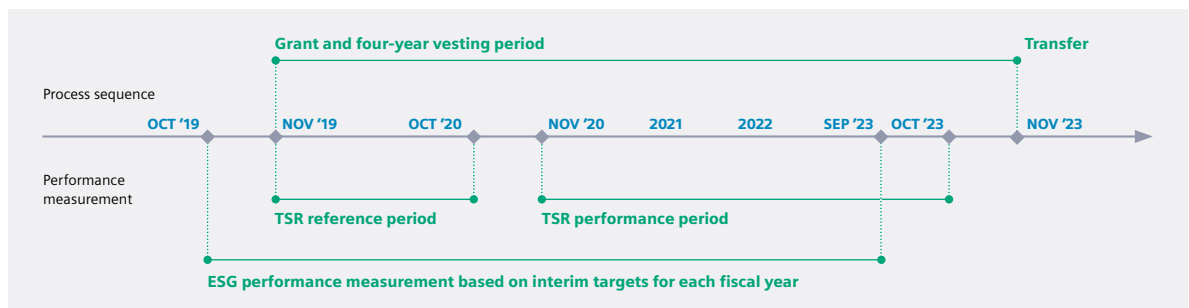 Grant and four-year vesting period
Transfer
Process sequence
OCT ’19
NOV ’19
OCT ’20
NOV ’20
2021
2022
SEP ’23
OCT ’23
NOV ’23
Performance
measurement
TSR reference period
TSR performance period
ESG performance measurement based on interim targets for each fiscal year